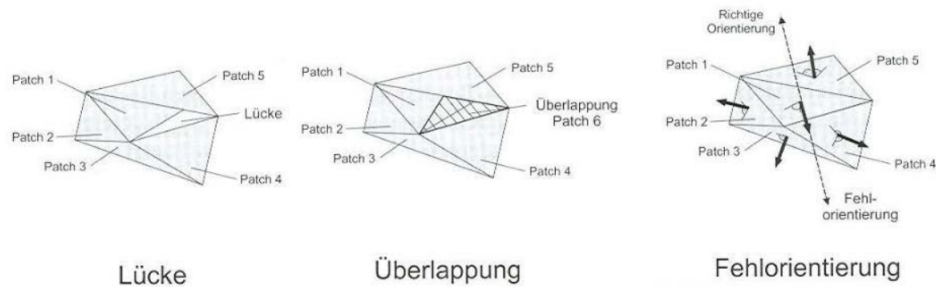 Patch 1
Patch 5
Lücke
Patch 2
Patch 3
Patch 4
Lücke
Patch 1
Patch 5
Überlappung
Patch 6
Patch 2
Patch 3
Patch 4
Überlappung
Richtige
Orientierung
Patch 1
Patch 5
Patch 2
Patch 3
Patch 4
Fehl-
orientierung
Fehlorientierung